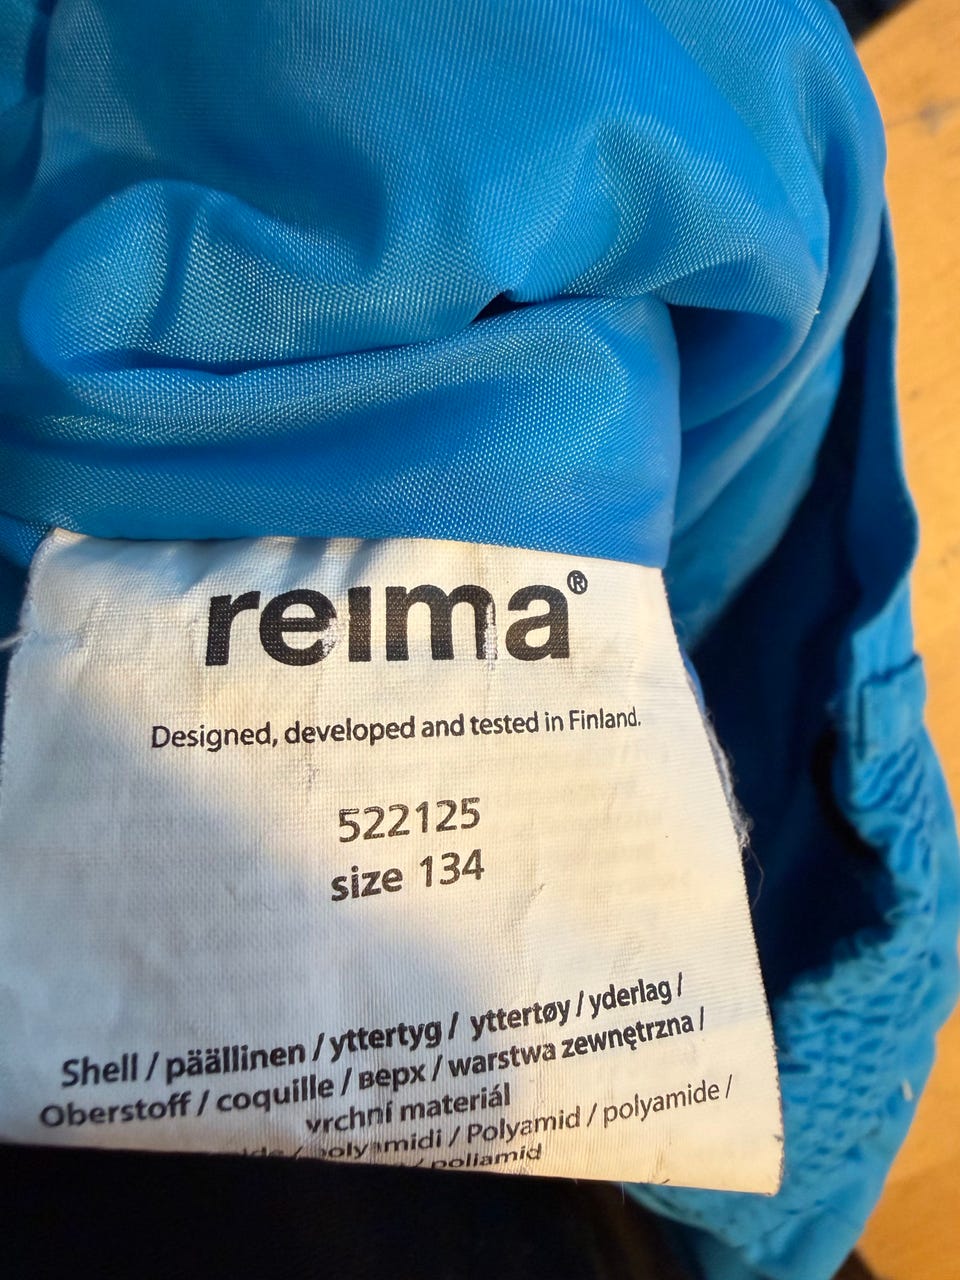 reima®
Designed, developed and tested in Finland.
522125
size 134
Shell / päällinen / yttertyg / yttertøy / yderlag /
Oberstoff / coquille / верх / warstwa zewnętrzna /
vrchní materiál
/ polyamidi / Polyamid / polyamide /
/ poliamid